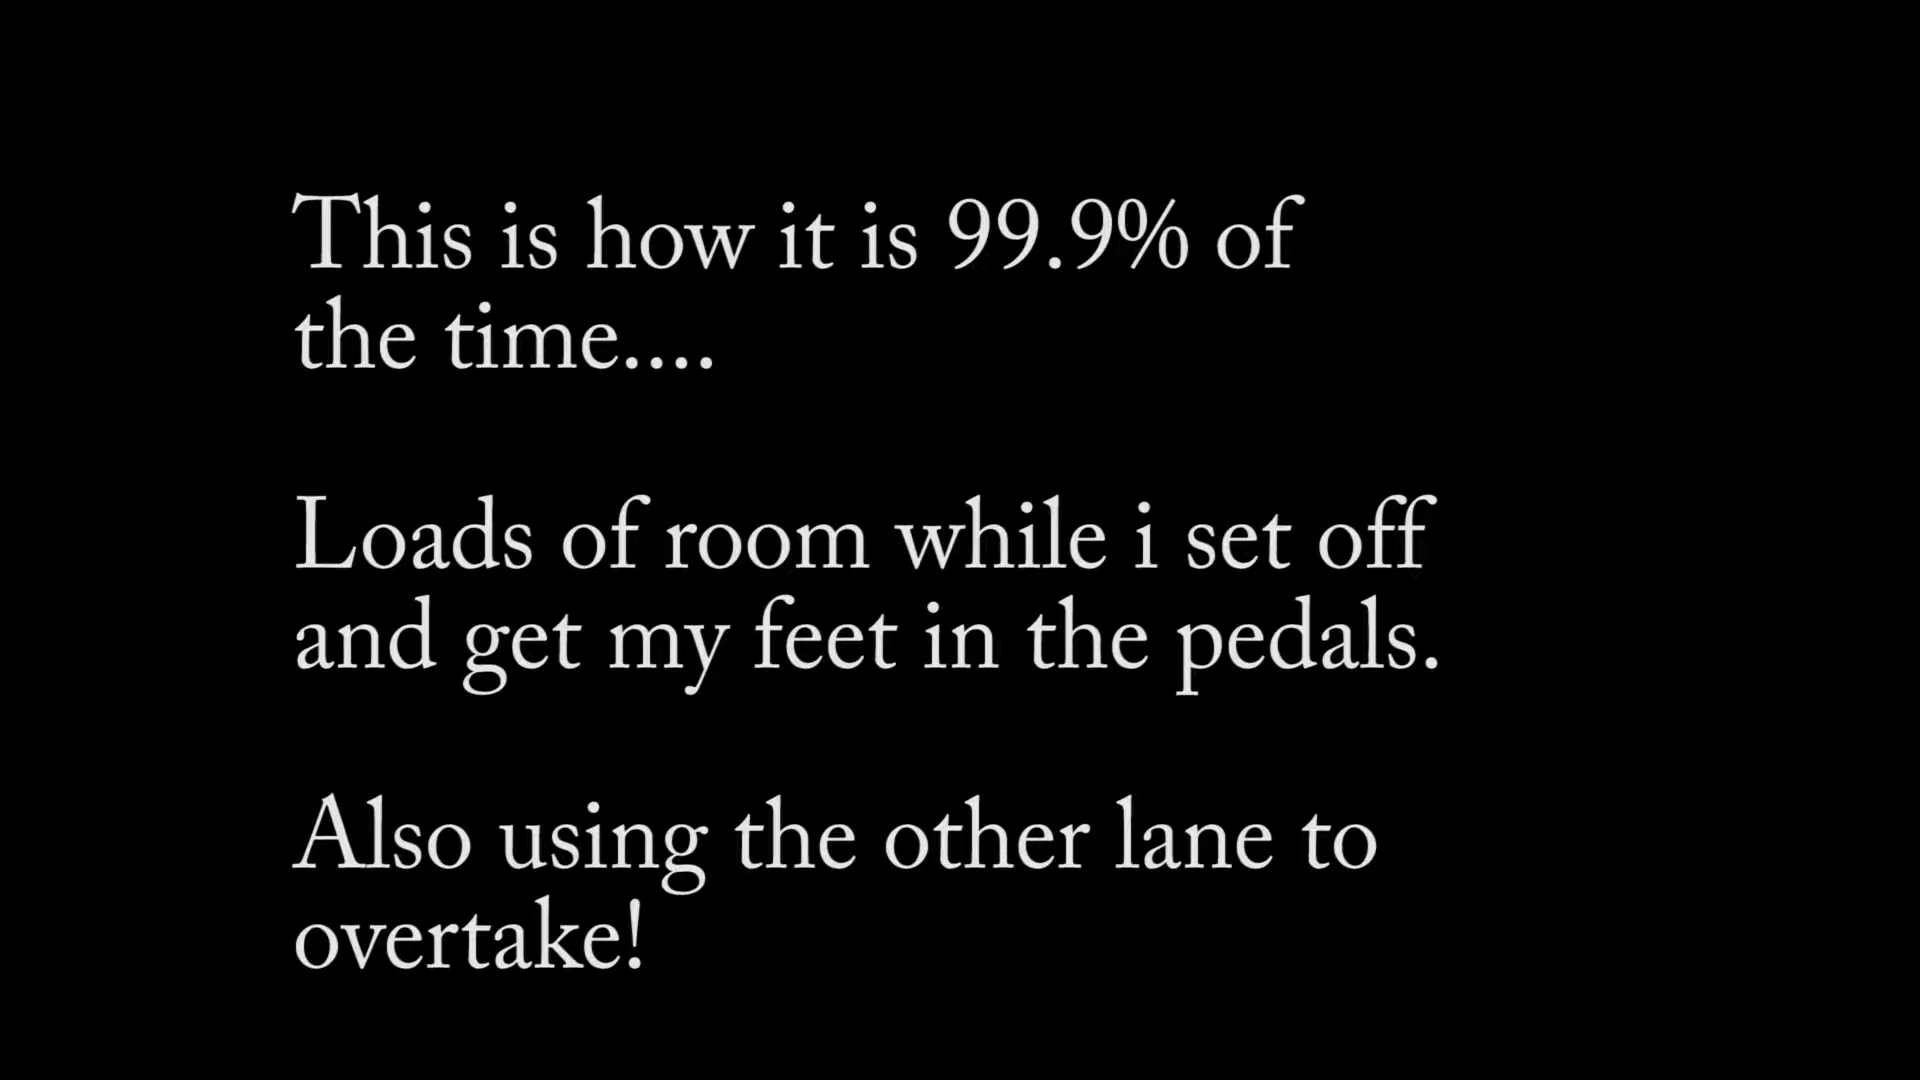 This is how it is 99.9% of
the time....
Loads of room while i set off
and get my feet in the pedals.
Also using the other lane to
overtake!